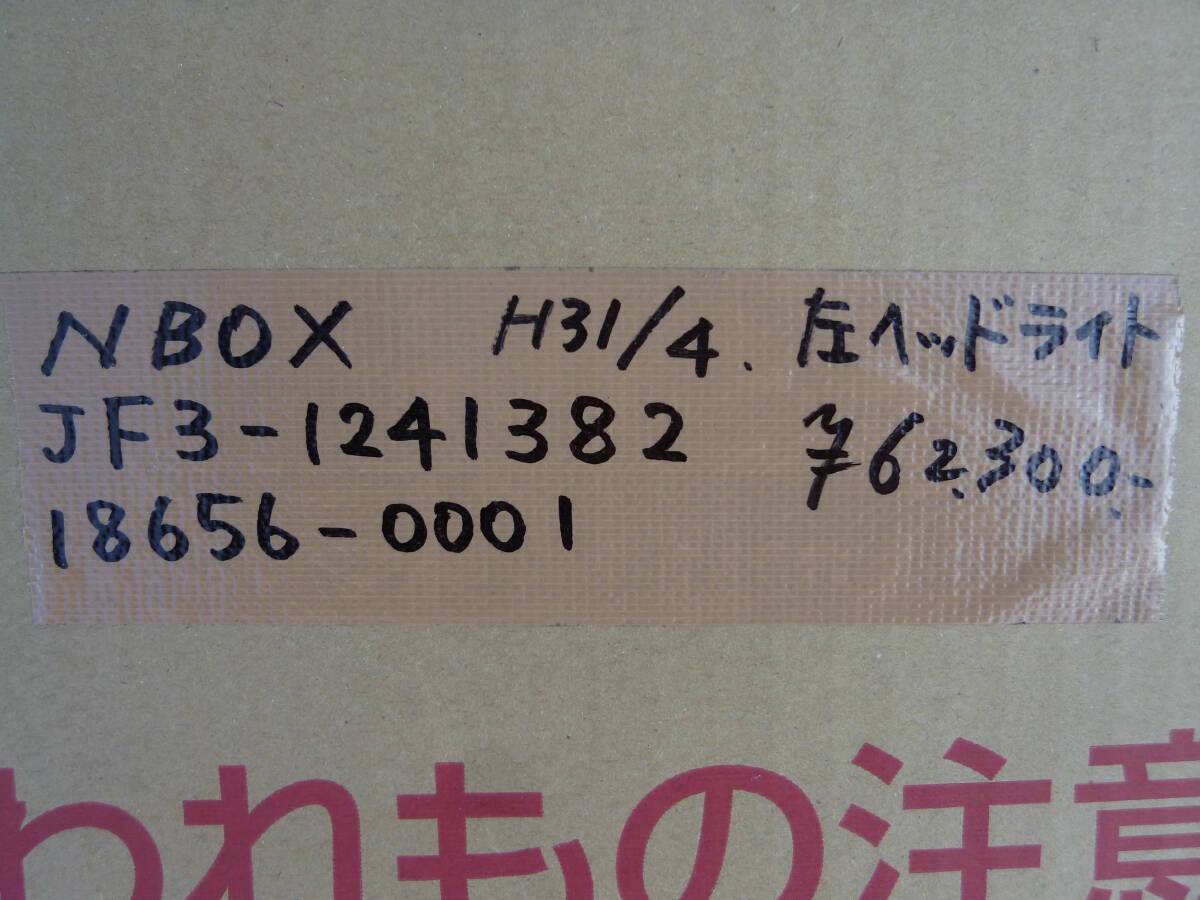 NBOX H31/4. 左ヘッドライト
JF3-1241382 ¥62,300-
18656-0001
われもの注意